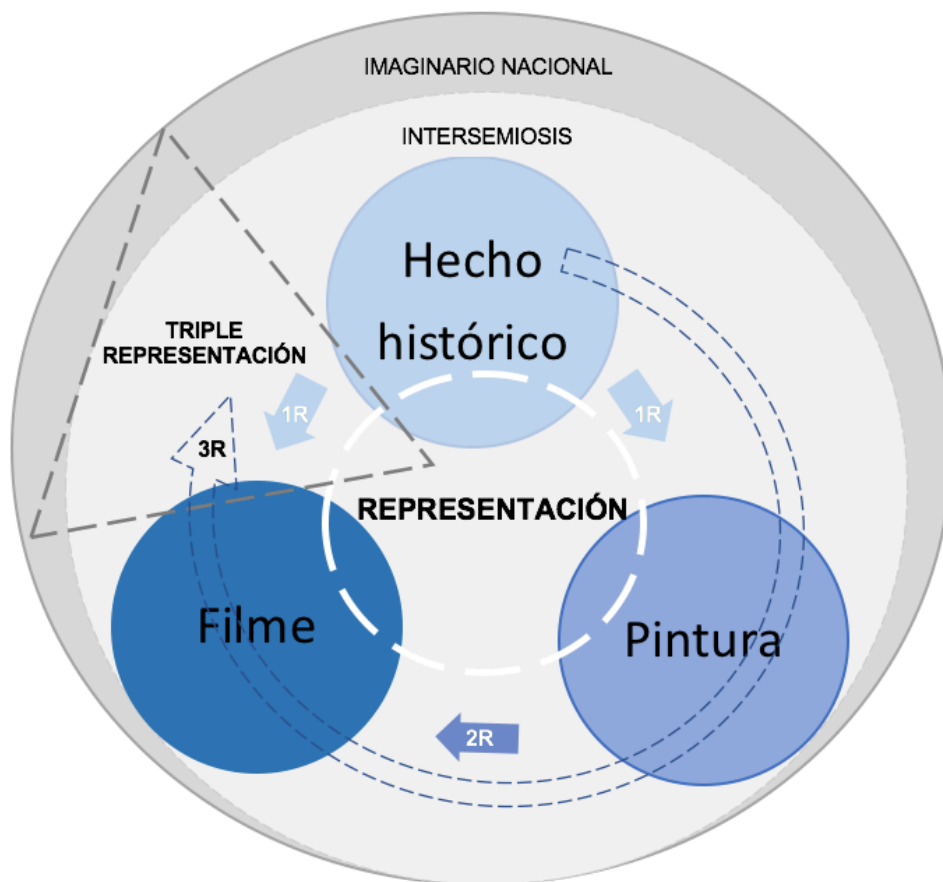 IMAGINARIO NACIONAL
INTERSEMIOSIS
Hecho
histórico
TRIPLE
REPRESENTACIÓN
1R
1R
3R
REPRESENTACIÓN
Filme
Pintura
2R